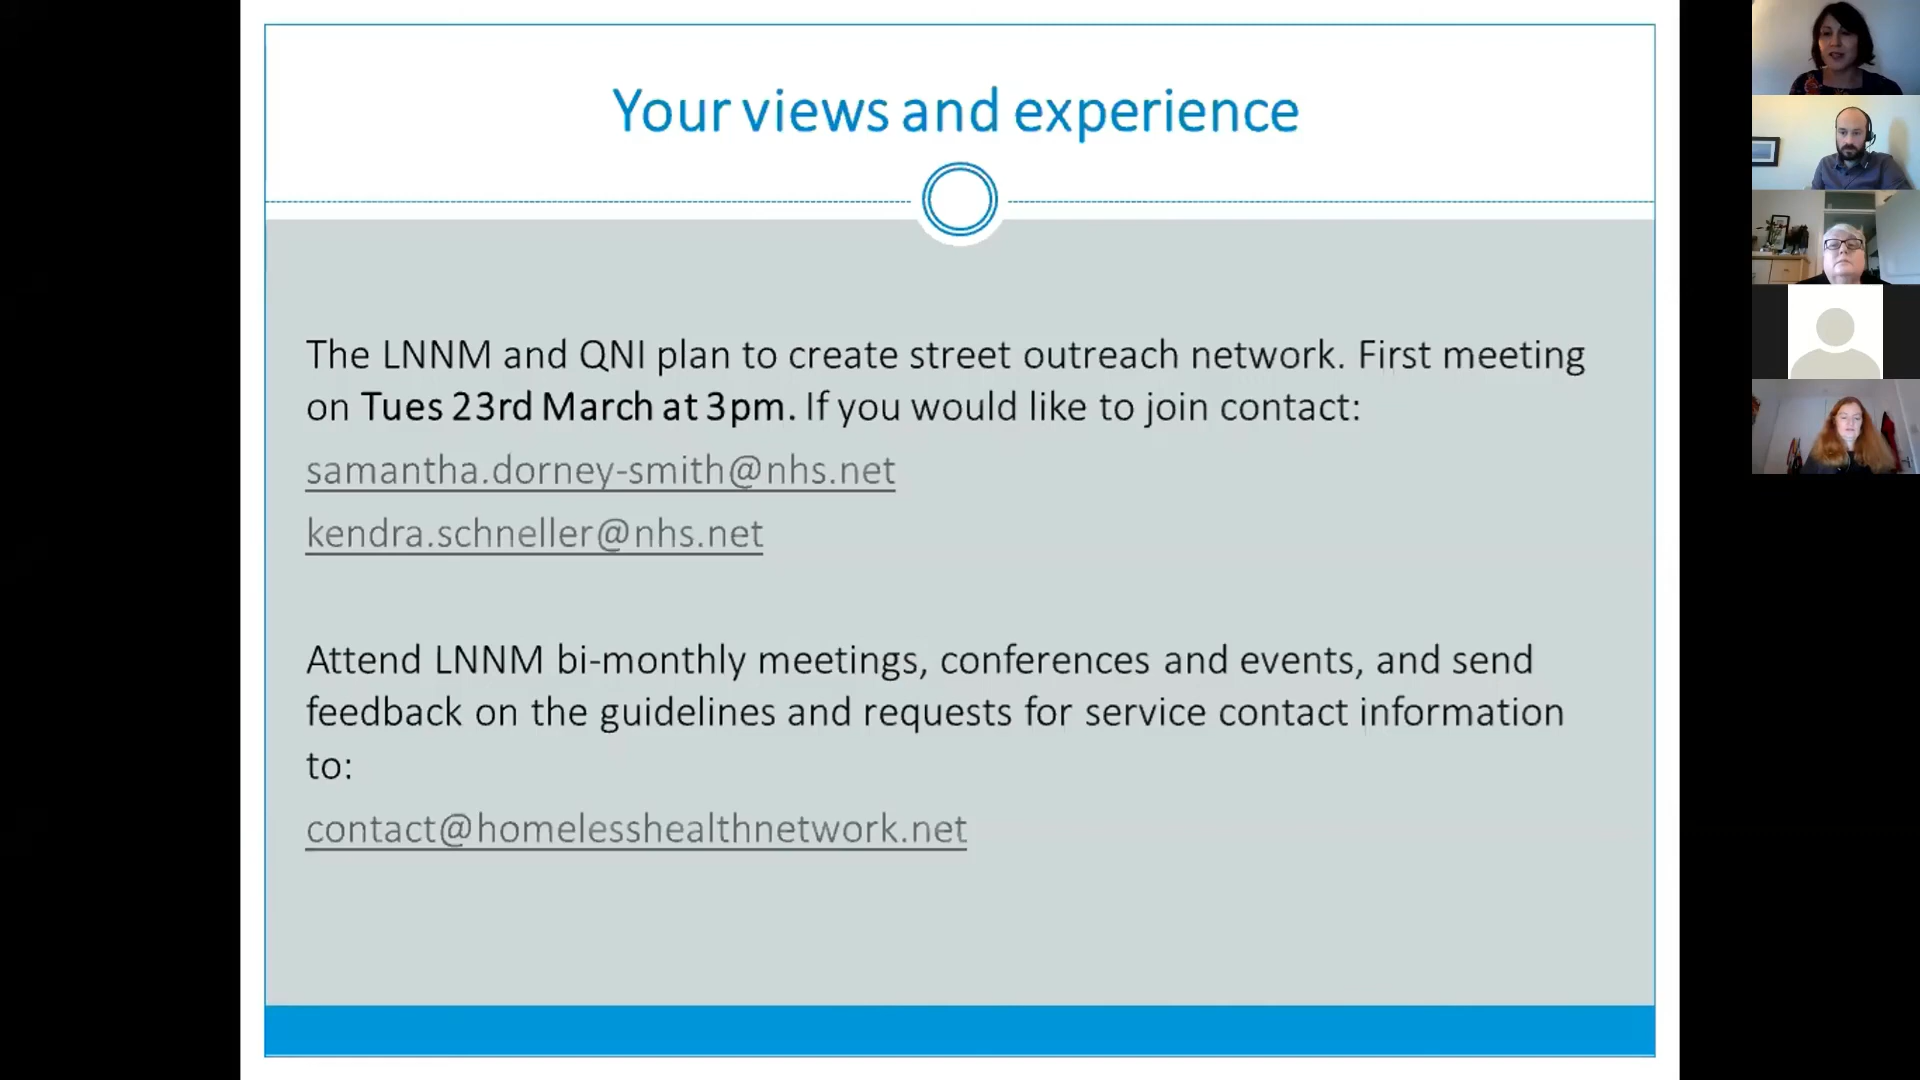 Your views and experience
The LNNM and QNI plan to create street outreach network. First meeting
on Tues 23rd March at 3pm. If you would like to join contact:
samantha.dorney-smith@nhs.net
kendra.schneller@nhs.net
Attend LNNM bi-monthly meetings, conferences and events, and send
feedback on the guidelines and requests for service contact information
to:
contact@homelesshealthnetwork.net